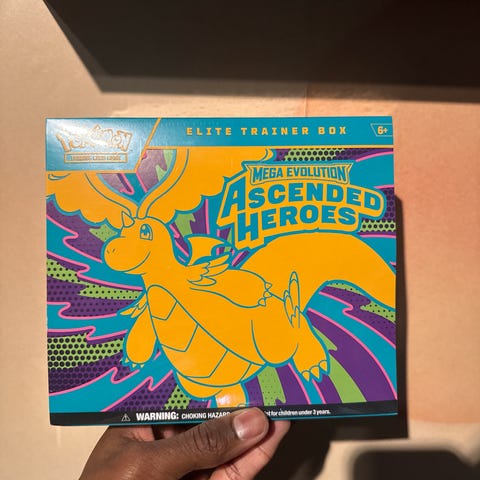 Pokémon
TRADING CARD GAME
ELITE TRAINER BOX
6+
MEGA EVOLUTION
ASCENDED
HEROES
WARNING: CHOKING HAZARD
for children under 3 years.